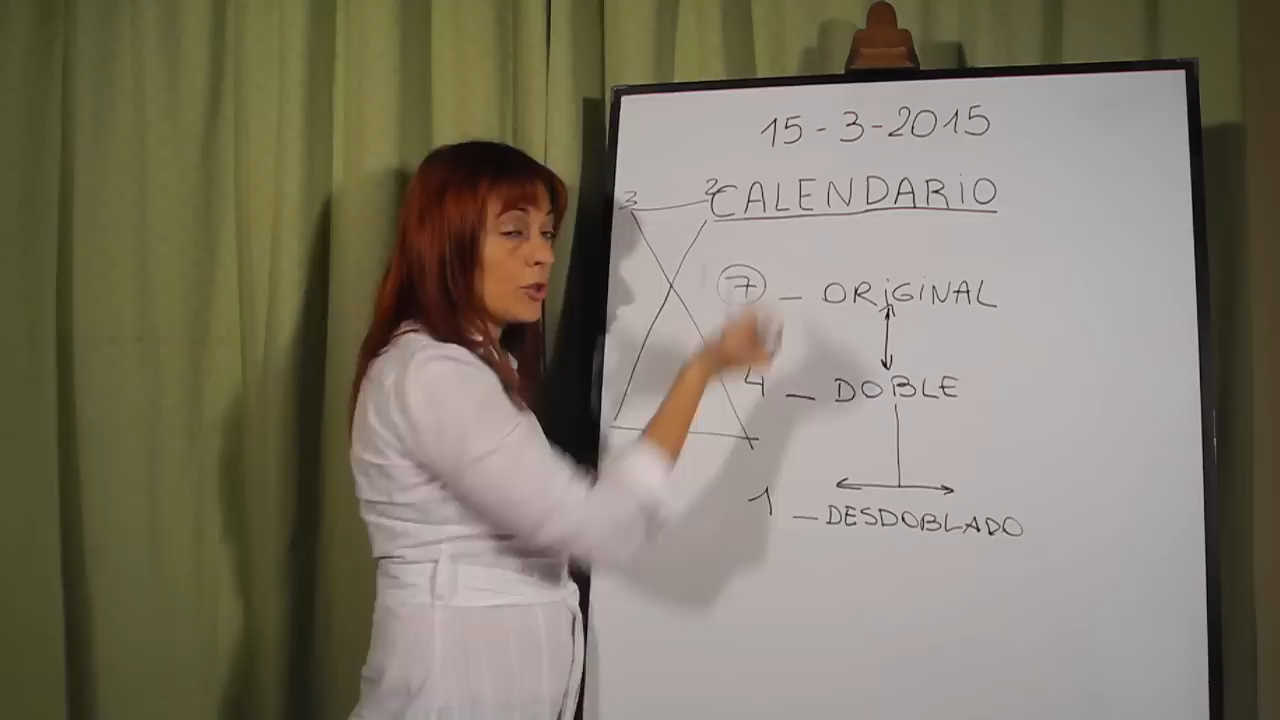 15-3-2015
3 2 CALENDARiO
7 - ORiGiNAL
4 - DOBLE
1 - DESDOBLADO